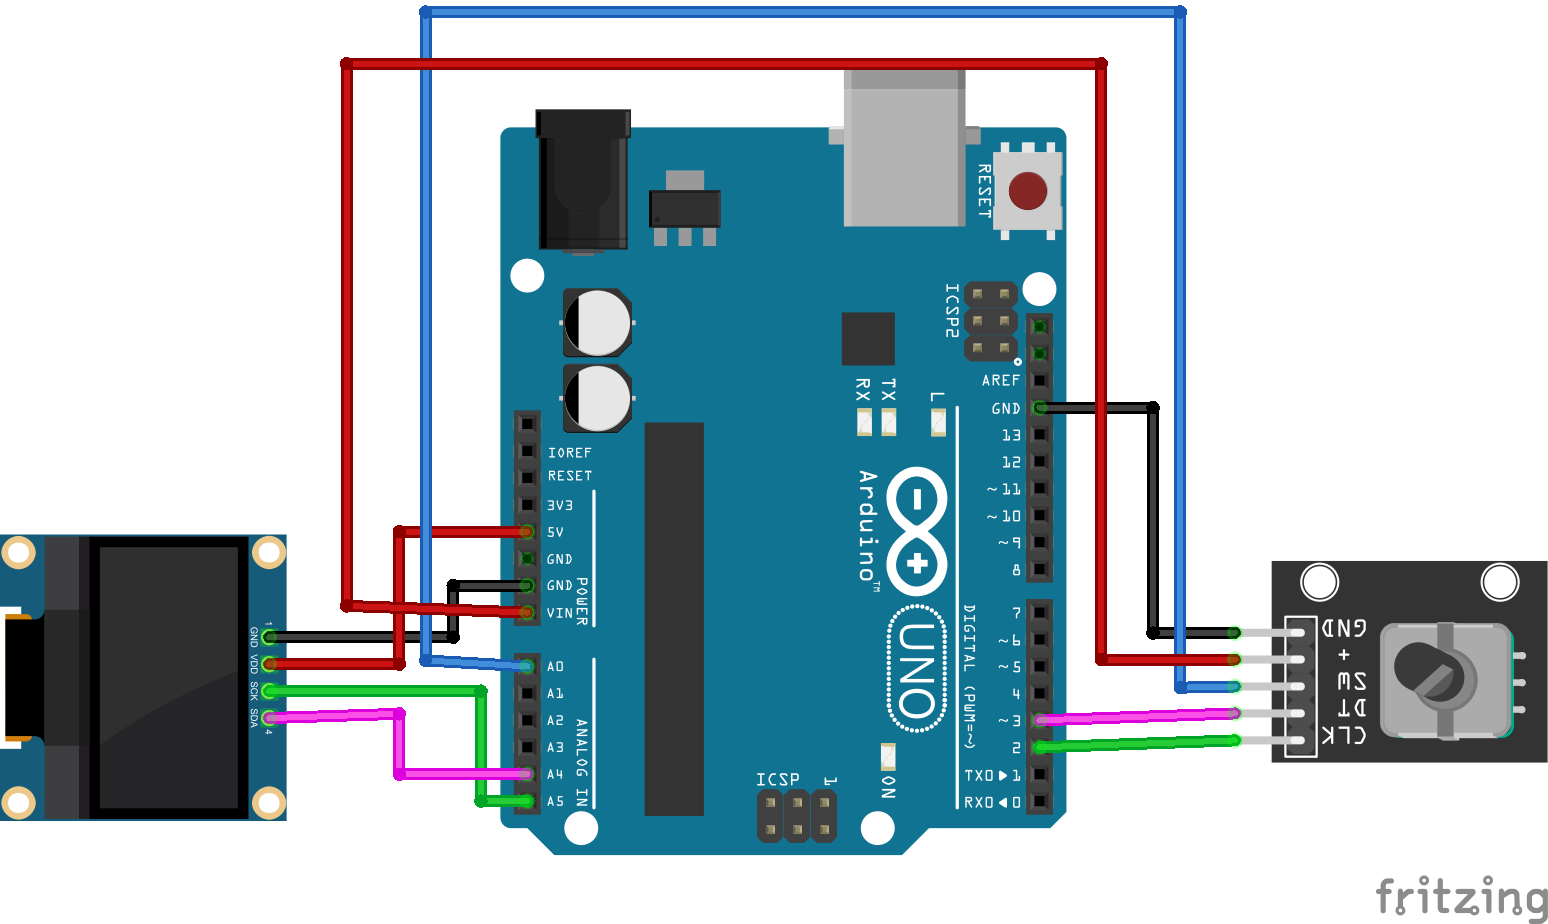 RESET
ICSP2
AREF
GND
13
12
~11
~10
~9
8
7
~6
~5
4
~3
2
TX0▶1
RX0◀0
DIGITAL (PWM=~)
RX
TX
L
Arduino™
UNO
ON
ICSP
1
IOREF
RESET
3V3
5V
GND
GND
VIN
POWER
A0
A1
A2
A3
A4
A5
ANALOG IN
1
GND
VDD
SCK
SDA
4
GND
+
SW
DT
CLK
fritzing